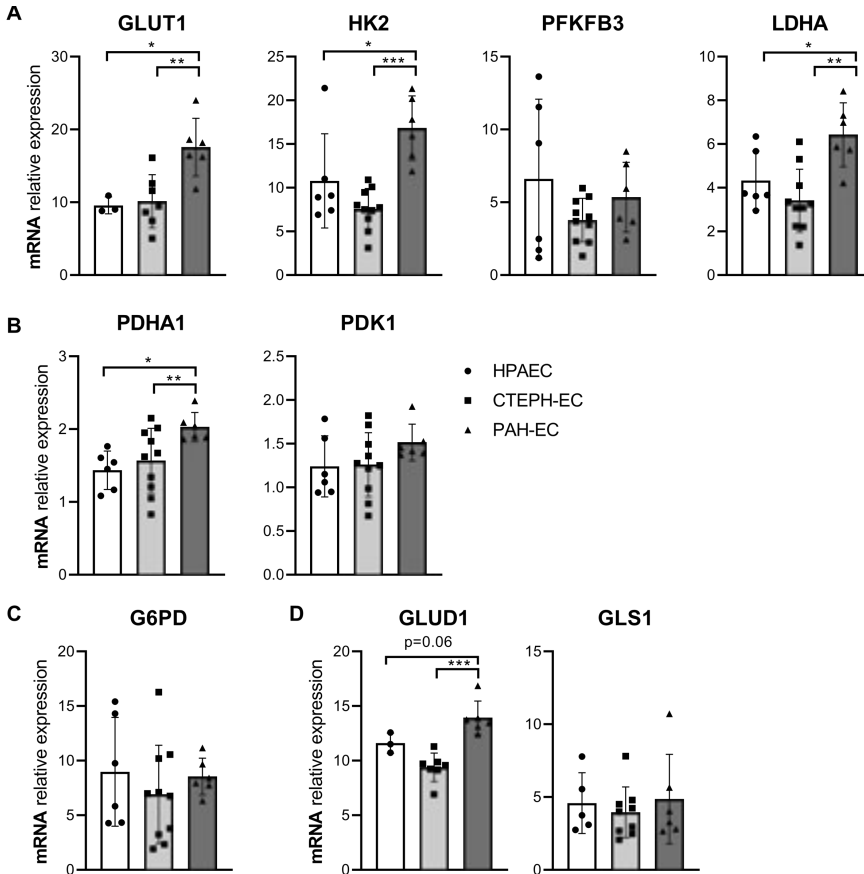 A
GLUT1
HK2
PFKFB3
LDHA
mRNA relative expression
30
20
10
0
*
**
25
20
15
10
5
0
*
***
15
10
5
0
10
8
6
4
2
0
*
**
B
PDHA1
PDK1
mRNA relative expression
3
2
1
0
*
**
2.5
2.0
1.5
1.0
0.5
0.0
HPAEC
CTEPH-EC
PAH-EC
C
G6PD
D
GLUD1
GLS1
mRNA relative expression
20
15
10
5
0
mRNA relative expression
20
15
10
5
0
p=0.06
***
15
10
5
0